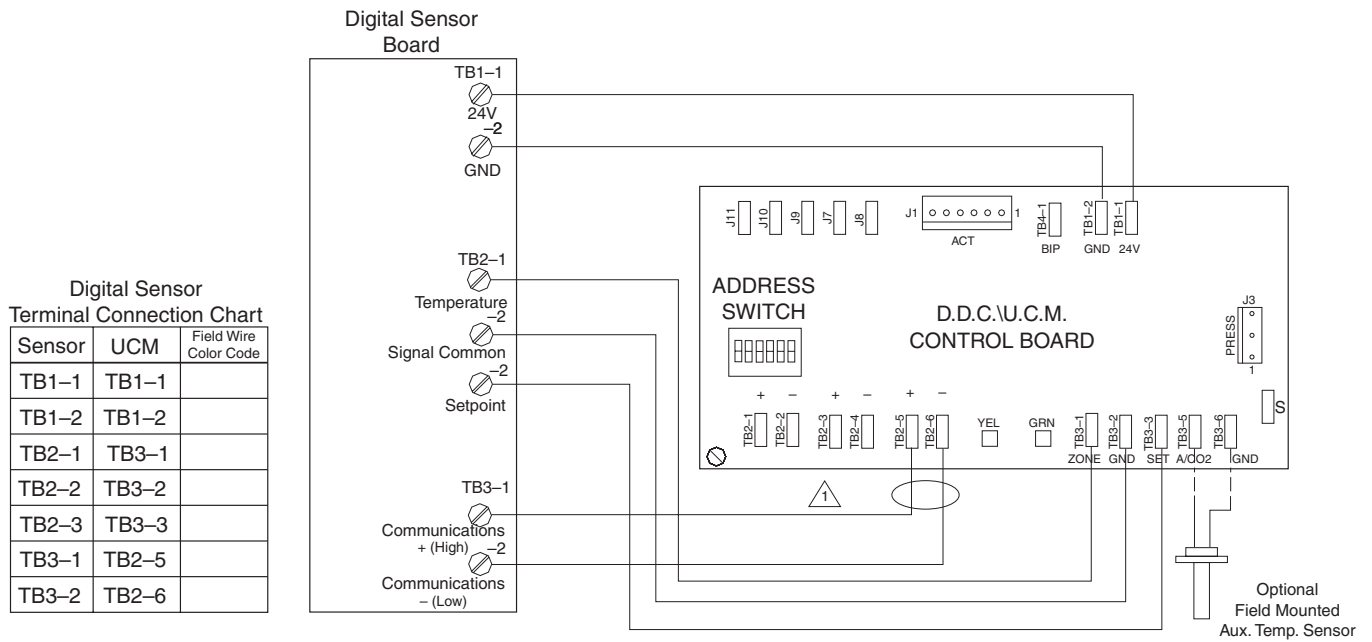 Digital Sensor
Board
TB1–1
24V
–2
GND
TB2–1
Temperature
–2
Signal Common
–2
Setpoint
TB3–1
Communications
+ (High)
–2
Communications
– (Low)
Digital Sensor
Terminal Connection Chart
Sensor UCM Field Wire
Color Code
TB1–1 TB1–1
TB1–2 TB1–2
TB2–1 TB3–1
TB2–2 TB3–2
TB2–3 TB3–3
TB3–1 TB2–5
TB3–2 TB2–6
J11 J10 J9 J7 J8 J1 1 TB4–1 TB1–2 TB1–1
ACT BIP GND 24V
ADDRESS
SWITCH
D.D.C.\U.C.M.
CONTROL BOARD
J3
PRESS
1
S
+ – + – + –
TB2–1 TB2–2 TB2–3 TB2–4 TB2–5 TB2–6 YEL GRN TB3–1 TB3–2 TB3–3 TB3–5 TB3–6
ZONE GND SET A/CO2 GND
1
Optional
Field Mounted
Aux. Temp. Sensor